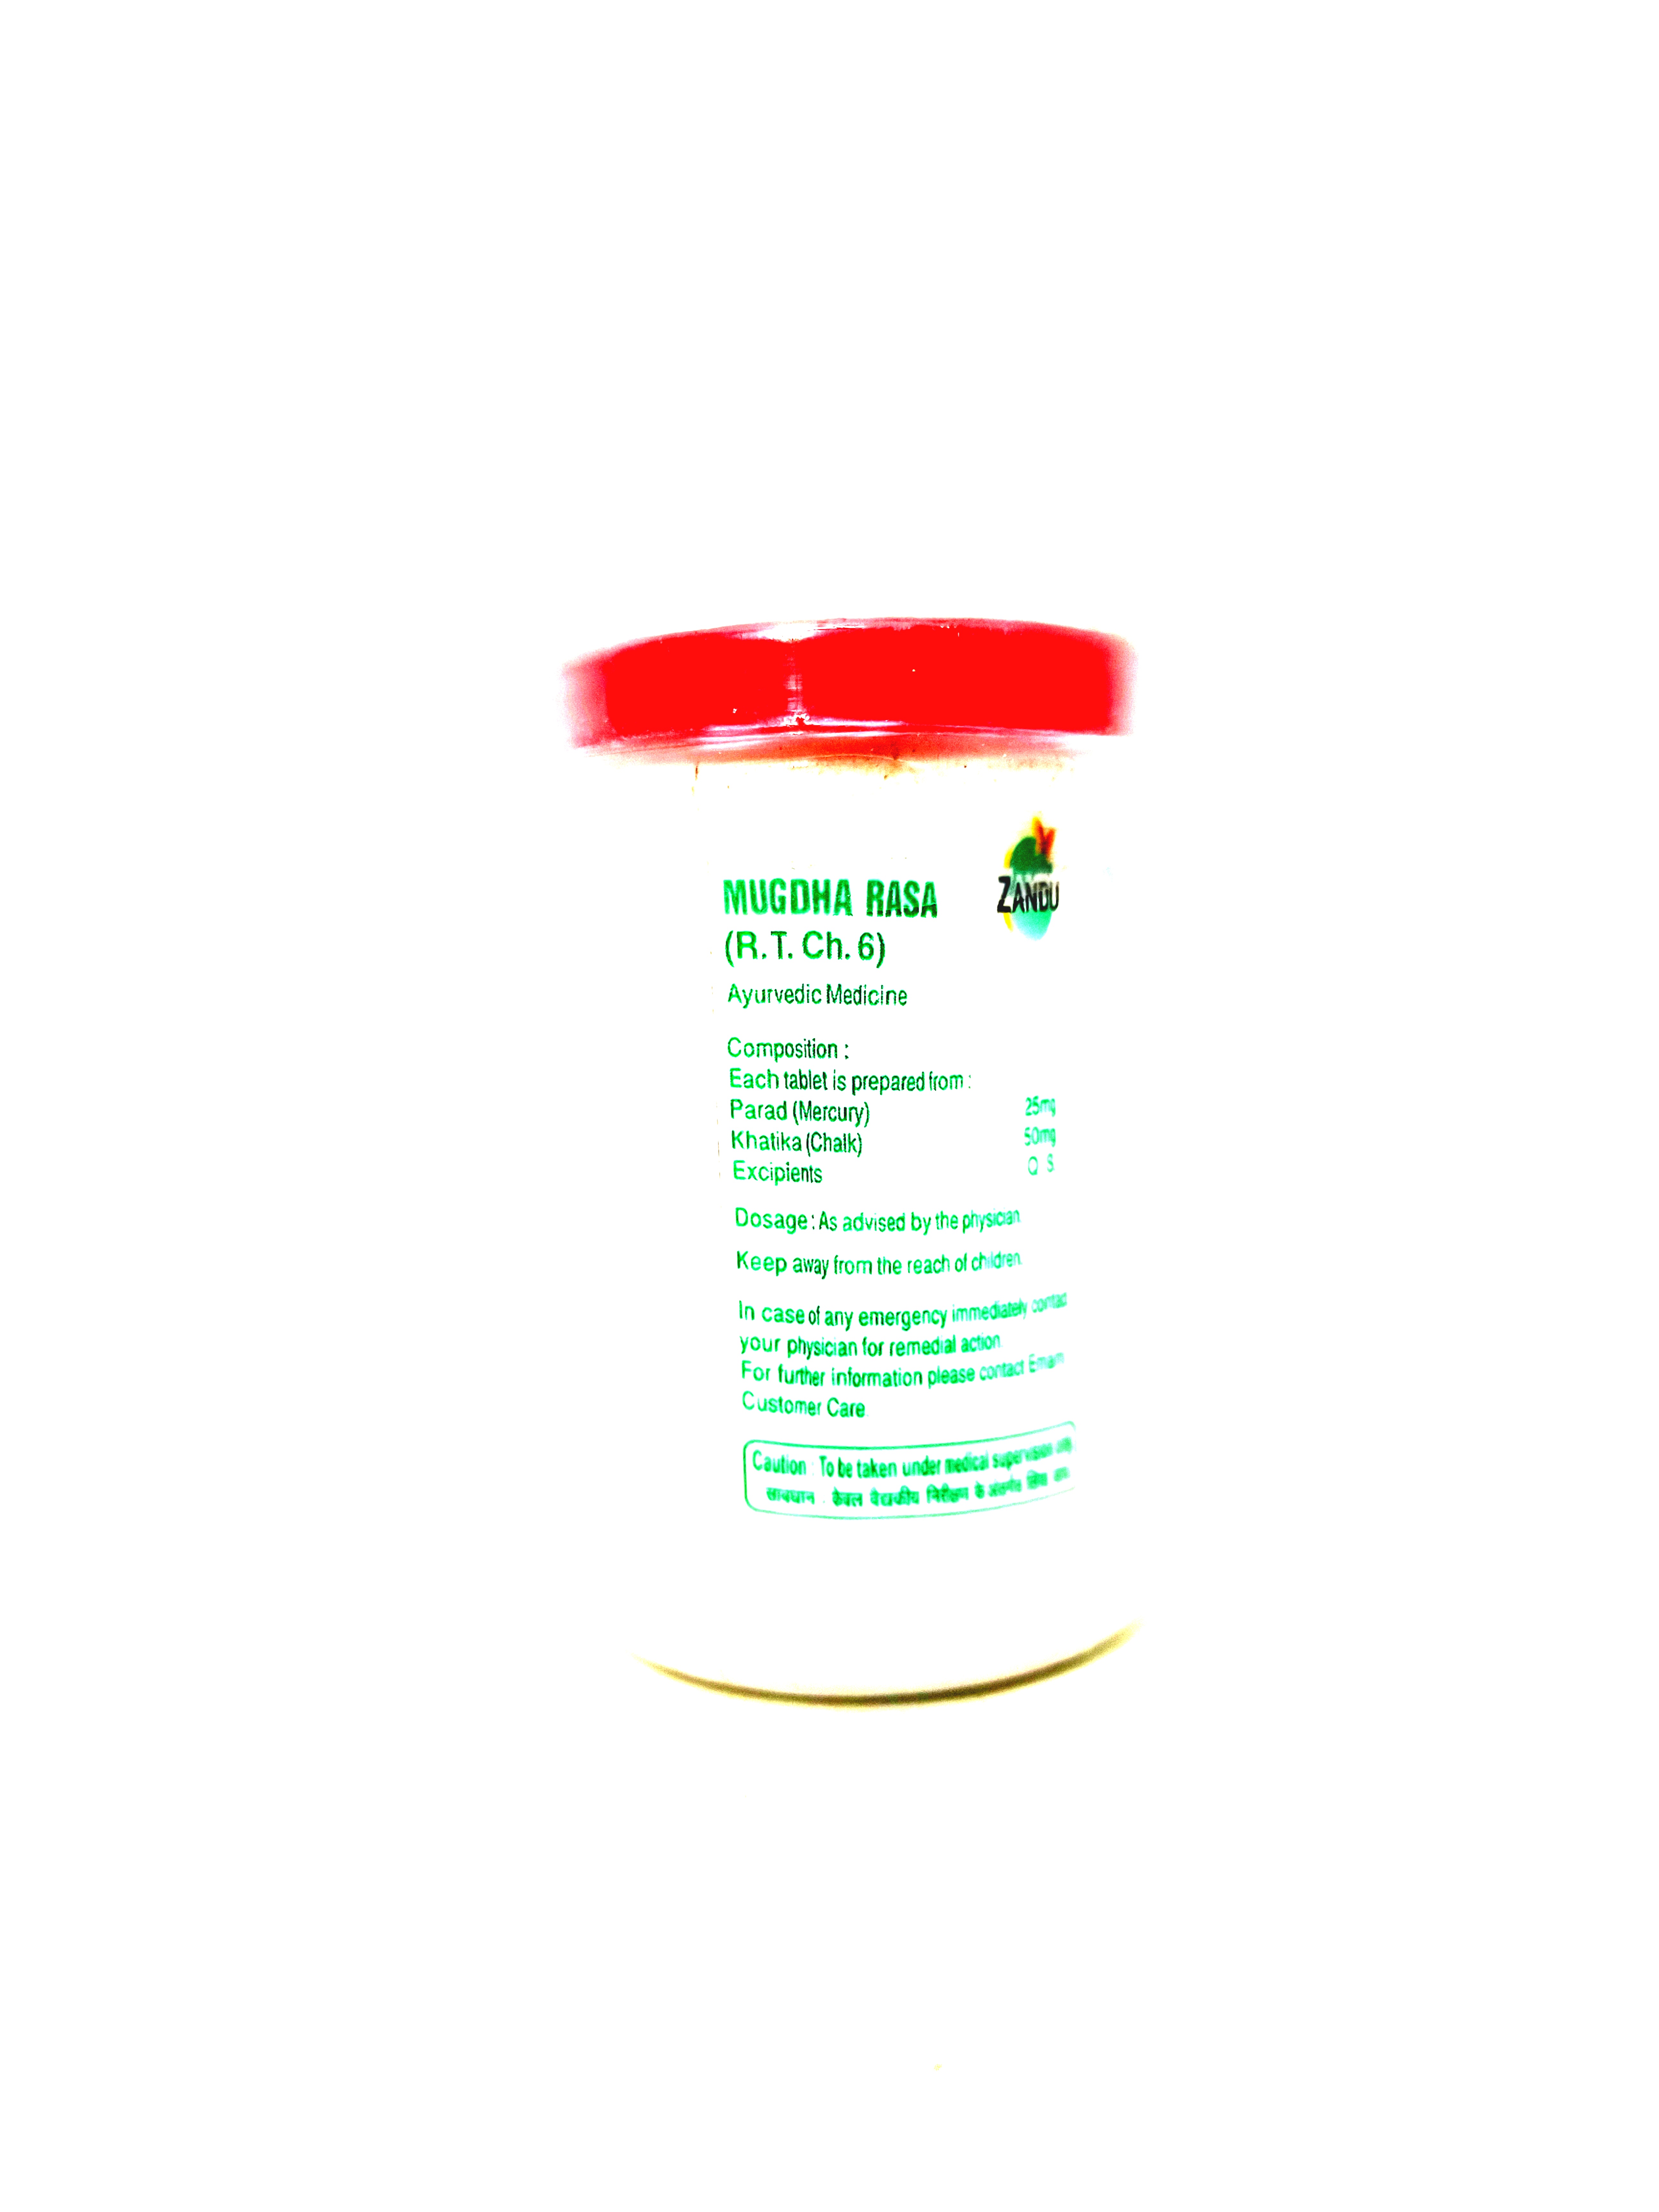 MUGDHA RASA
ZANDU
(R.T. Ch. 6)
Ayurvedic Medicine
Composition :
Each tablet is prepared from :
Parad (Mercury) 25mg
Khatika (Chalk) 50mg
Excipients Q S
Dosage : As advised by the physician
Keep away from the reach of children.
In case of any emergency immediately contac
your physician for remedial action
For further information please contact Emam
Customer Care
Caution : To be taken under medical supervision only
सावधान : केवल वैद्यकीय निरीक्षण के अंतर्गत लिया